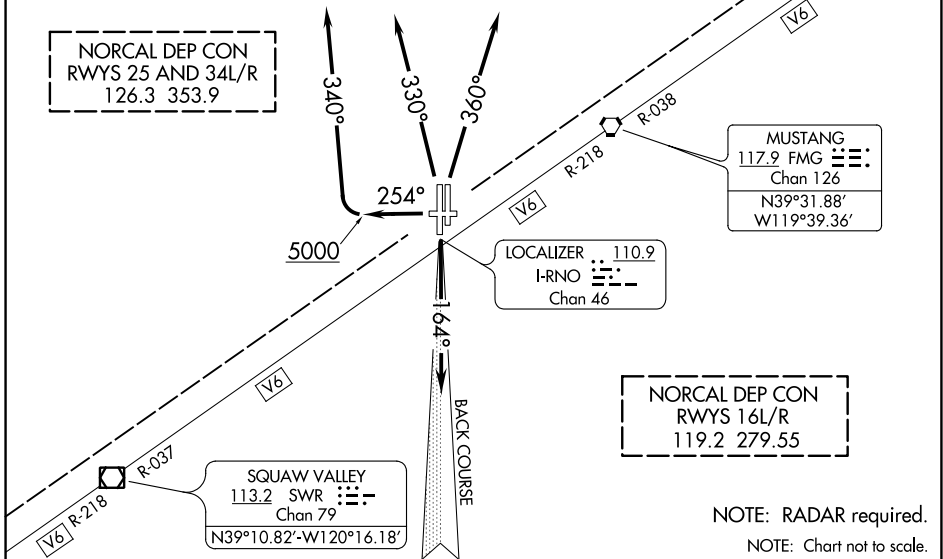 NORCAL DEP CON
RWYS 25 AND 34L/R
126.3 353.9
340°
330°
360°
V6
R-038
R-218
MUSTANG
117.9 FMG
Chan 126
N39°31.88'
W119°39.36'
254°
5000
V6
LOCALIZER 110.9
I-RNO
Chan 46
164°
BACK COURSE
V6
NORCAL DEP CON
RWYS 16L/R
119.2 279.55
R-037
R-218
V6
SQUAW VALLEY
113.2 SWR
Chan 79
N39°10.82'-W120°16.18'
NOTE: RADAR required.
NOTE: Chart not to scale.